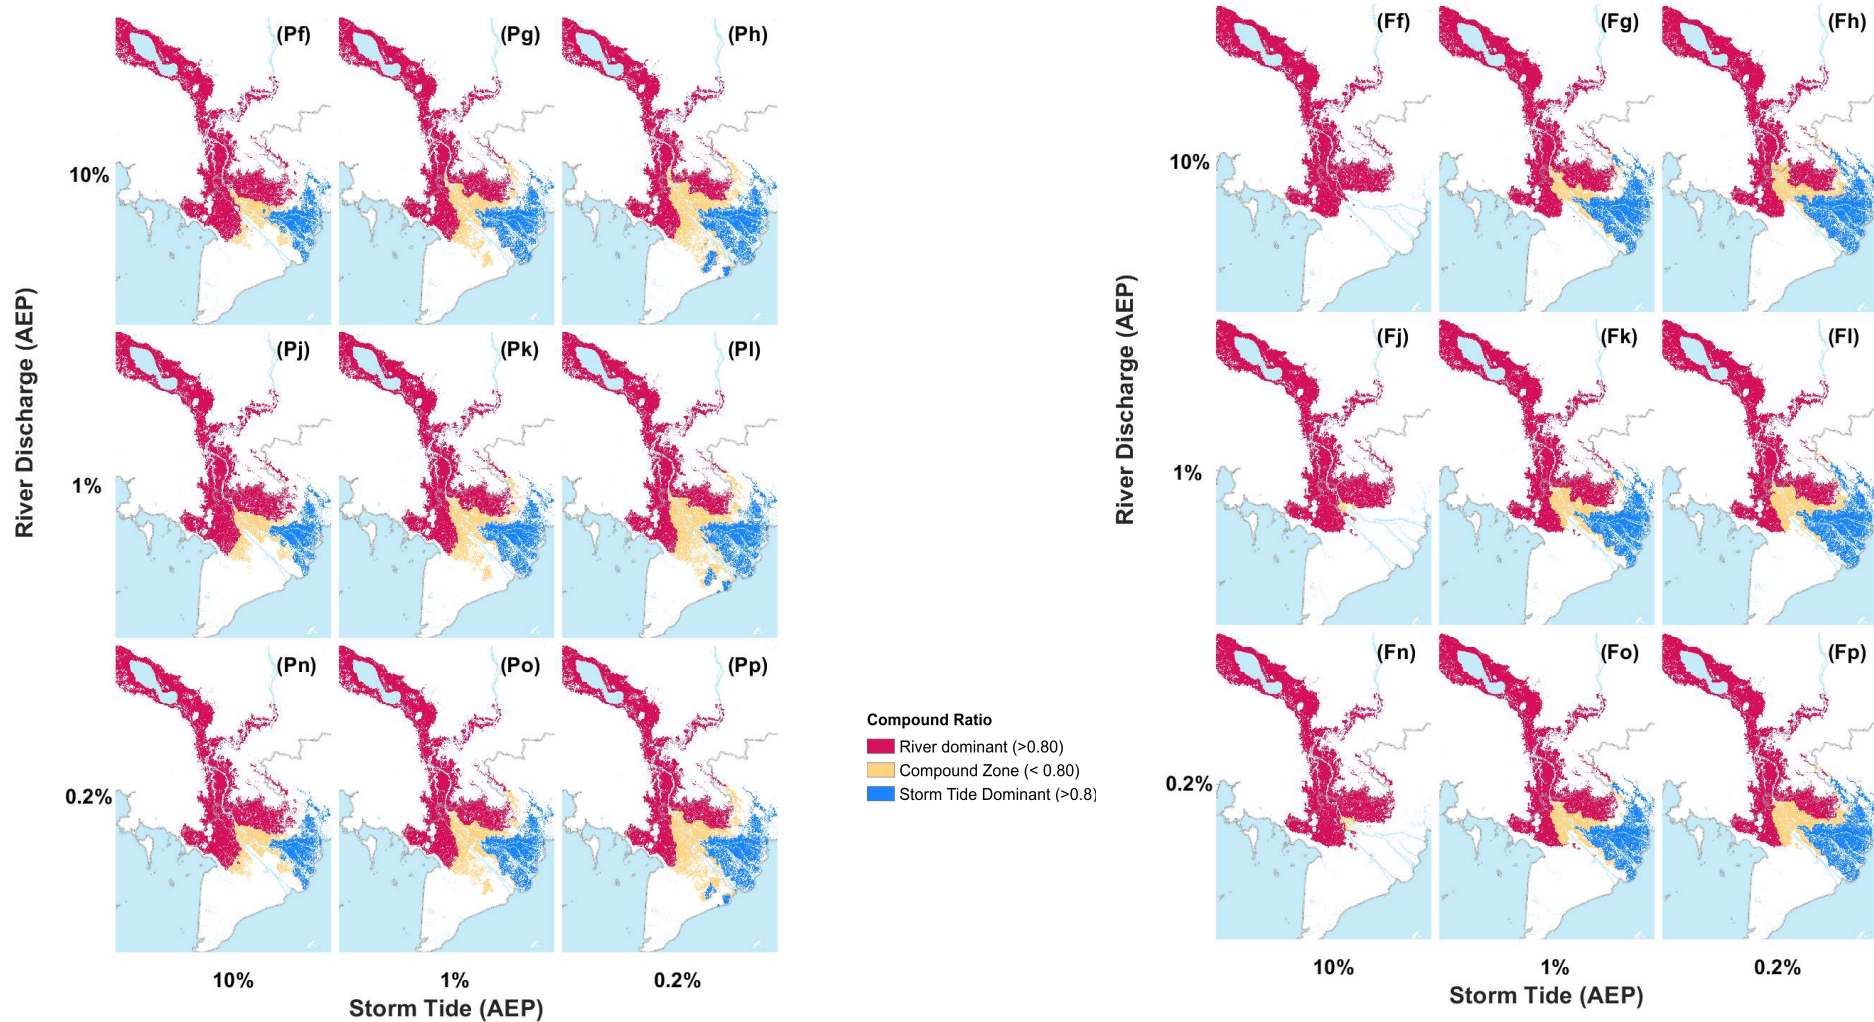 (Pf)
(Pg)
(Ph)
10%
(Pj)
(Pk)
(Pl)
1%
(Pn)
(Po)
(Pp)
0.2%
River Discharge (AEP)
10%
1%
0.2%
Storm Tide (AEP)
Compound Ratio
River dominant (>0.80)
Compound Zone (< 0.80)
Storm Tide Dominant (>0.8)
(Ff)
(Fg)
(Fh)
10%
(Fj)
(Fk)
(Fl)
1%
(Fn)
(Fo)
(Fp)
0.2%
River Discharge (AEP)
10%
1%
0.2%
Storm Tide (AEP)